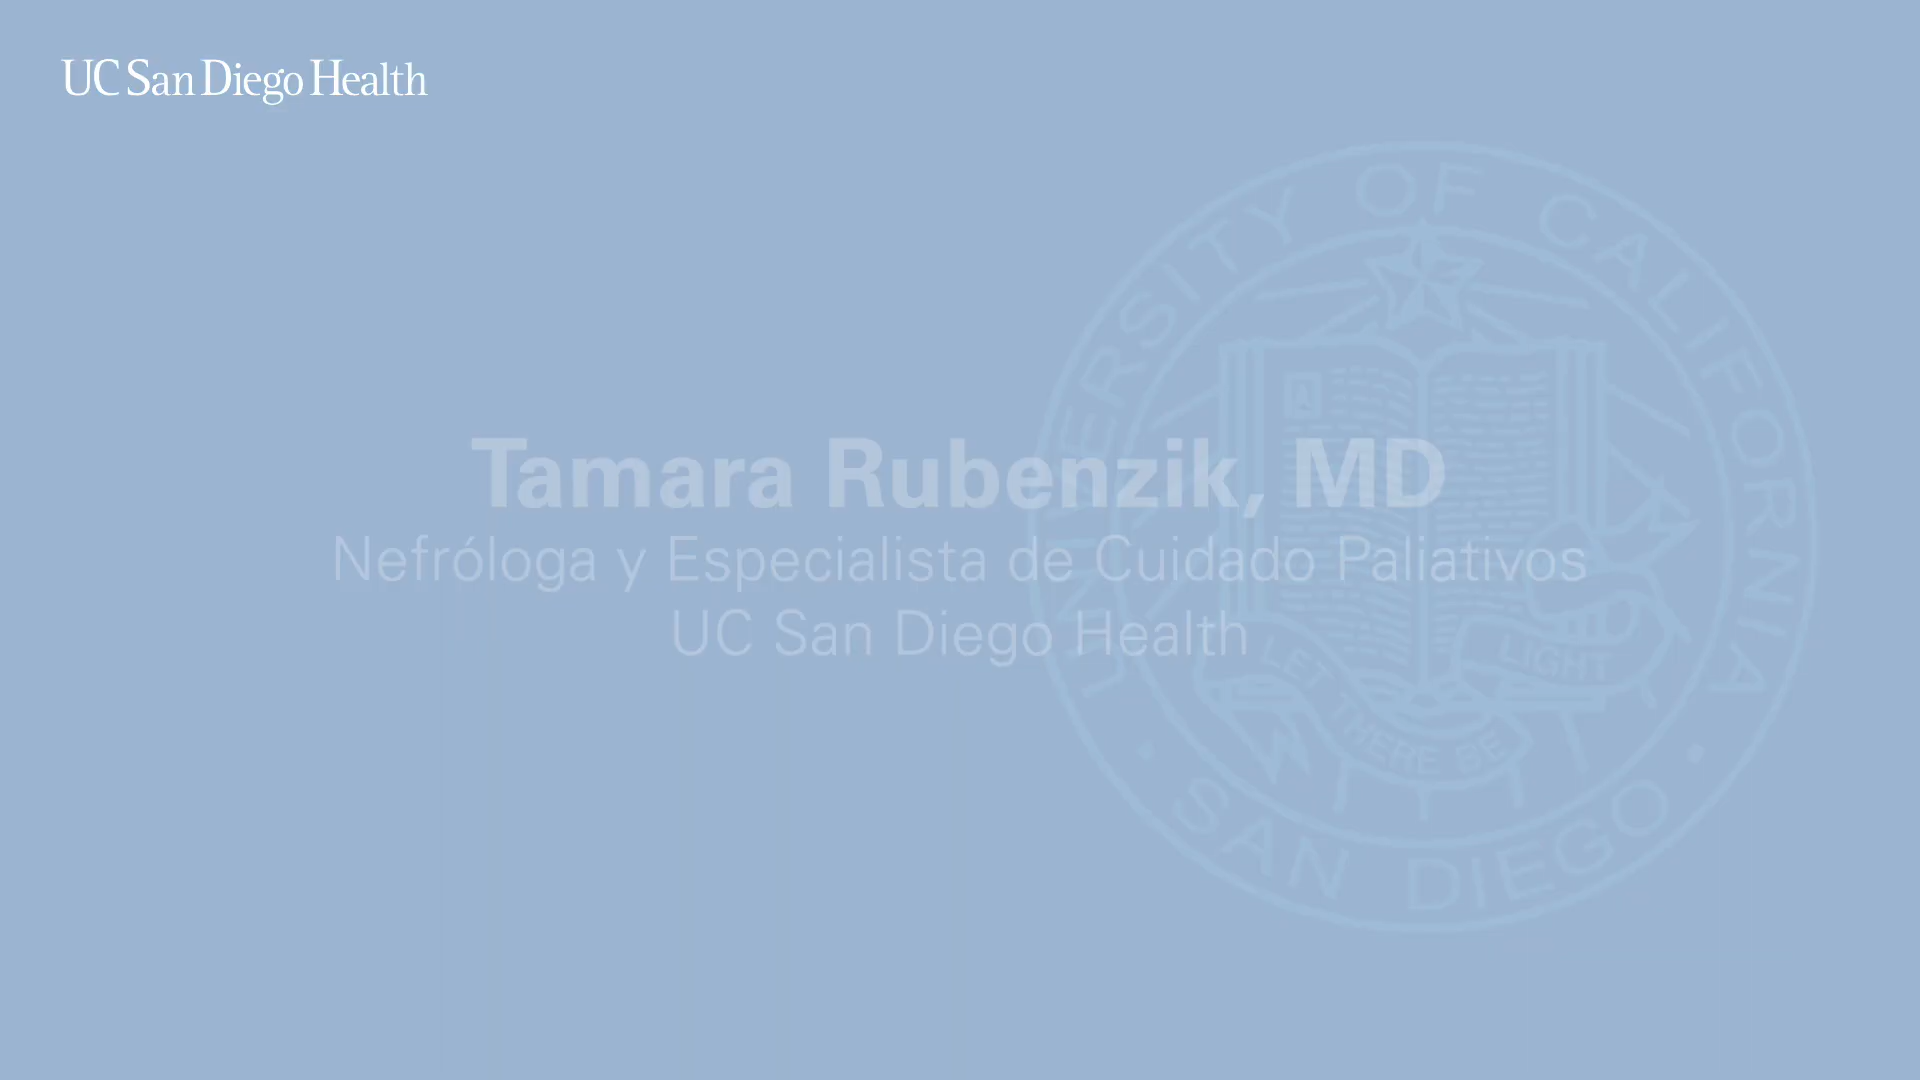 UC San Diego Health
Tamara Rubenzik, MD
Nefróloga y Especialista de Cuidado Paliativos
UC San Diego Health
UNIVERSITY OF CALIFORNIA
LET THERE BE LIGHT
SAN DIEGO